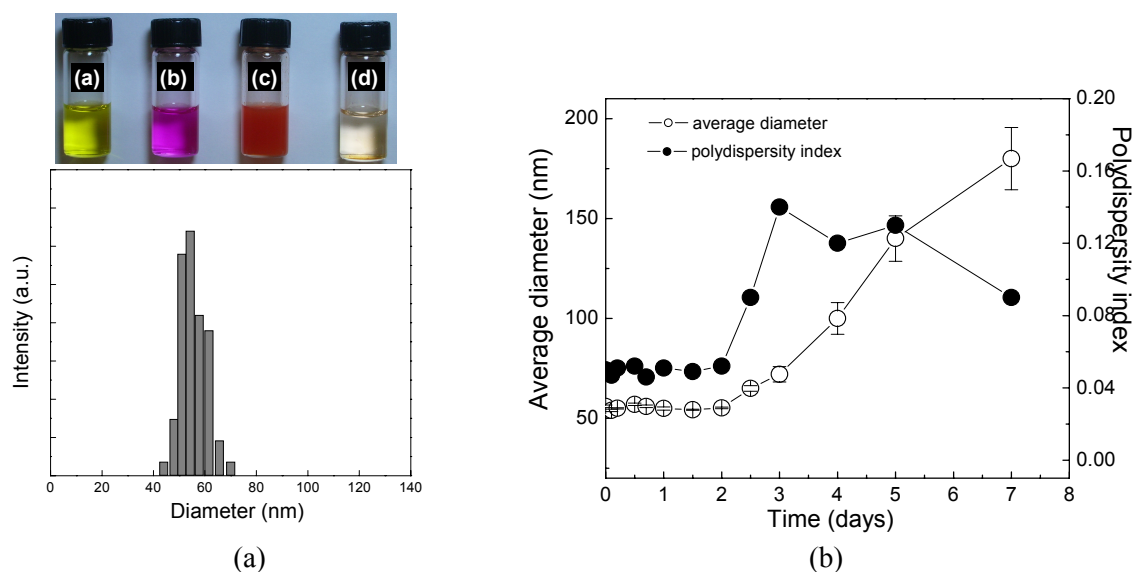 (a) (b) (c) (d)
Intensity (a.u.)
0 20 40 60 80 100 120 140
Diameter (nm)
(a)
average diameter
polydispersity index
Average diameter (nm)
200
150
100
50
0.20
0.16
0.12
0.08
0.04
0.00
Polydispersity index
0 1 2 3 4 5 6 7 8
Time (days)
(b)